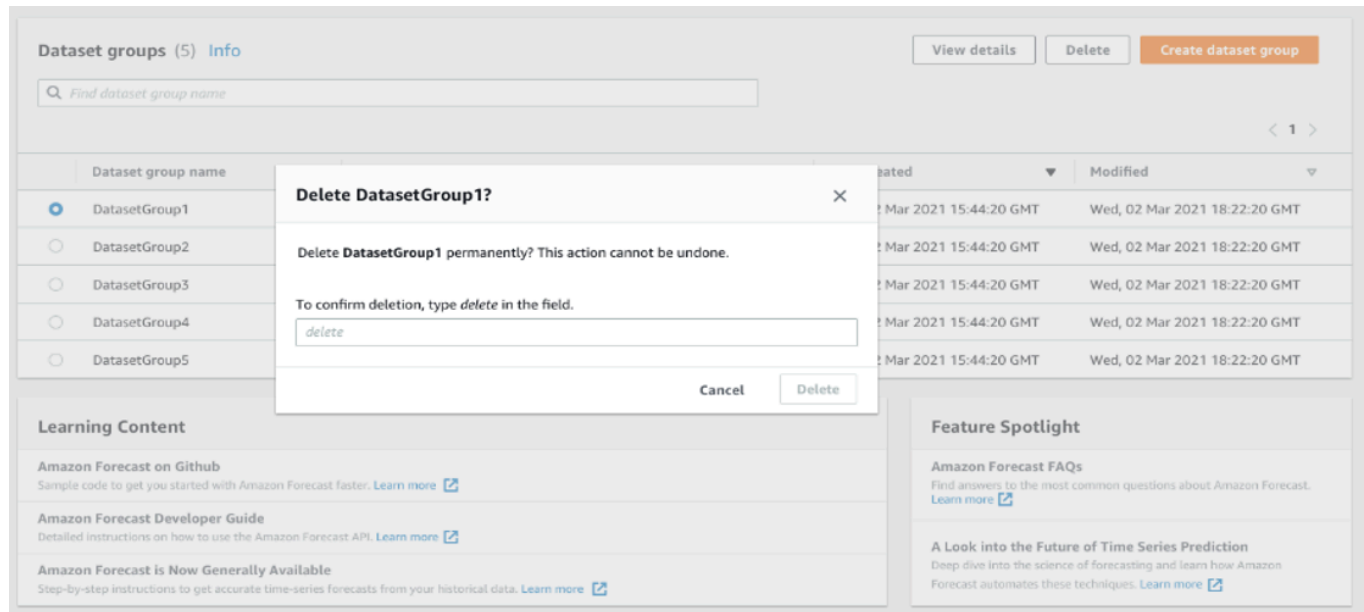 Dataset groups (5) Info
View details
Delete
Create dataset group
Find dataset group name
< 1 >
Dataset group name
eated
Modified
DatasetGroup1
Mar 2021 15:44:20 GMT
Wed, 02 Mar 2021 18:22:20 GMT
DatasetGroup2
Mar 2021 15:44:20 GMT
Wed, 02 Mar 2021 18:22:20 GMT
DatasetGroup3
Mar 2021 15:44:20 GMT
Wed, 02 Mar 2021 18:22:20 GMT
DatasetGroup4
Mar 2021 15:44:20 GMT
Wed, 02 Mar 2021 18:22:20 GMT
DatasetGroup5
Mar 2021 15:44:20 GMT
Wed, 02 Mar 2021 18:22:20 GMT
Delete DatasetGroup1?
Delete DatasetGroup1 permanently? This action cannot be undone.
To confirm deletion, type delete in the field.
delete
Cancel
Delete
Learning Content
Amazon Forecast on Github
Sample code to get you started with Amazon Forecast faster. Learn more
Amazon Forecast Developer Guide
Detailed instructions on how to use the Amazon Forecast API. Learn more
Amazon Forecast is Now Generally Available
Step-by-step instructions to get accurate time-series forecasts from your historical data. Learn more
Feature Spotlight
Amazon Forecast FAQs
Find answers to the most common questions about Amazon Forecast.
Learn more
A Look into the Future of Time Series Prediction
Deep dive into the science of forecasting and learn how Amazon
Forecast automates these techniques. Learn more